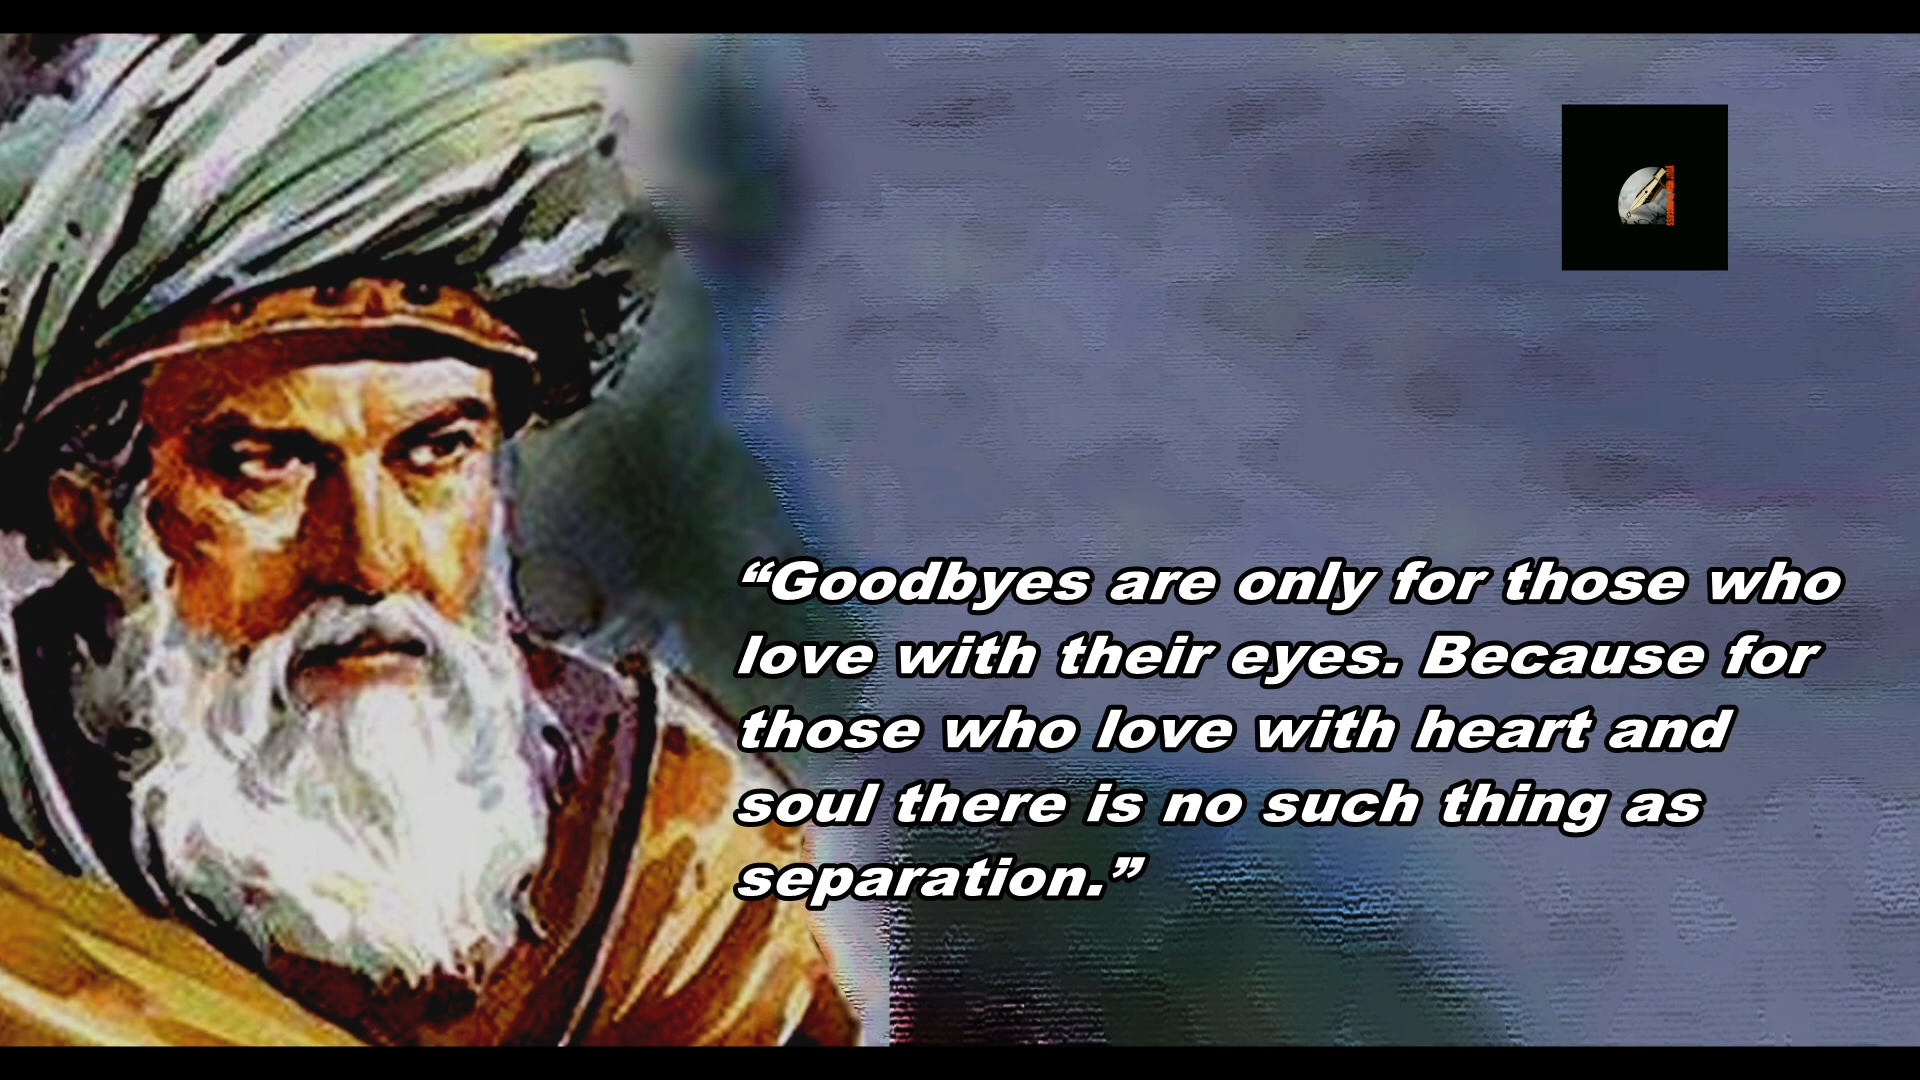 “Goodbyes are only for those who
love with their eyes. Because for
those who love with heart and
soul there is no such thing as
separation.”